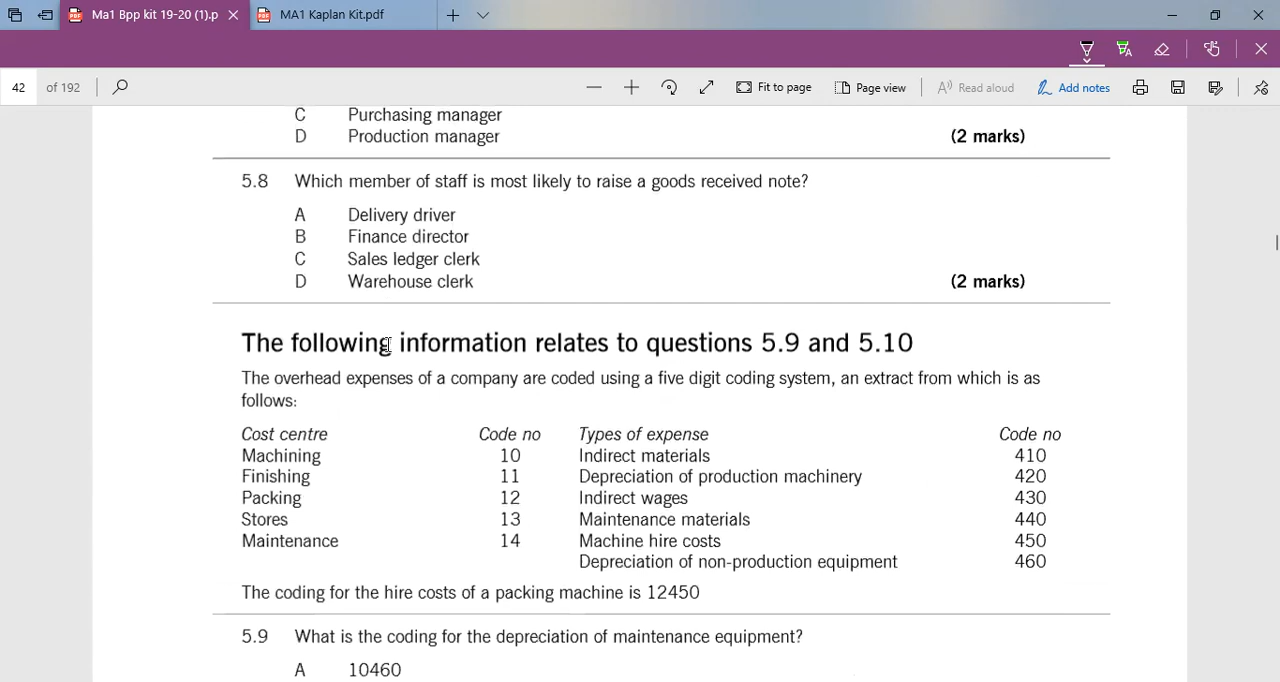 Ma1 Bpp kit 19-20 (1).p
MA1 Kaplan Kit.pdf
42 of 192
Fit to page
Page view
Read aloud
Add notes
C Purchasing manager
D Production manager (2 marks)
5.8 Which member of staff is most likely to raise a goods received note?
A Delivery driver
B Finance director
C Sales ledger clerk
D Warehouse clerk (2 marks)
The following information relates to questions 5.9 and 5.10
The overhead expenses of a company are coded using a five digit coding system, an extract from which is as
follows:
Cost centre Code no Types of expense Code no
Machining 10 Indirect materials 410
Finishing 11 Depreciation of production machinery 420
Packing 12 Indirect wages 430
Stores 13 Maintenance materials 440
Maintenance 14 Machine hire costs 450
Depreciation of non-production equipment 460
The coding for the hire costs of a packing machine is 12450
5.9 What is the coding for the depreciation of maintenance equipment?
A 10460